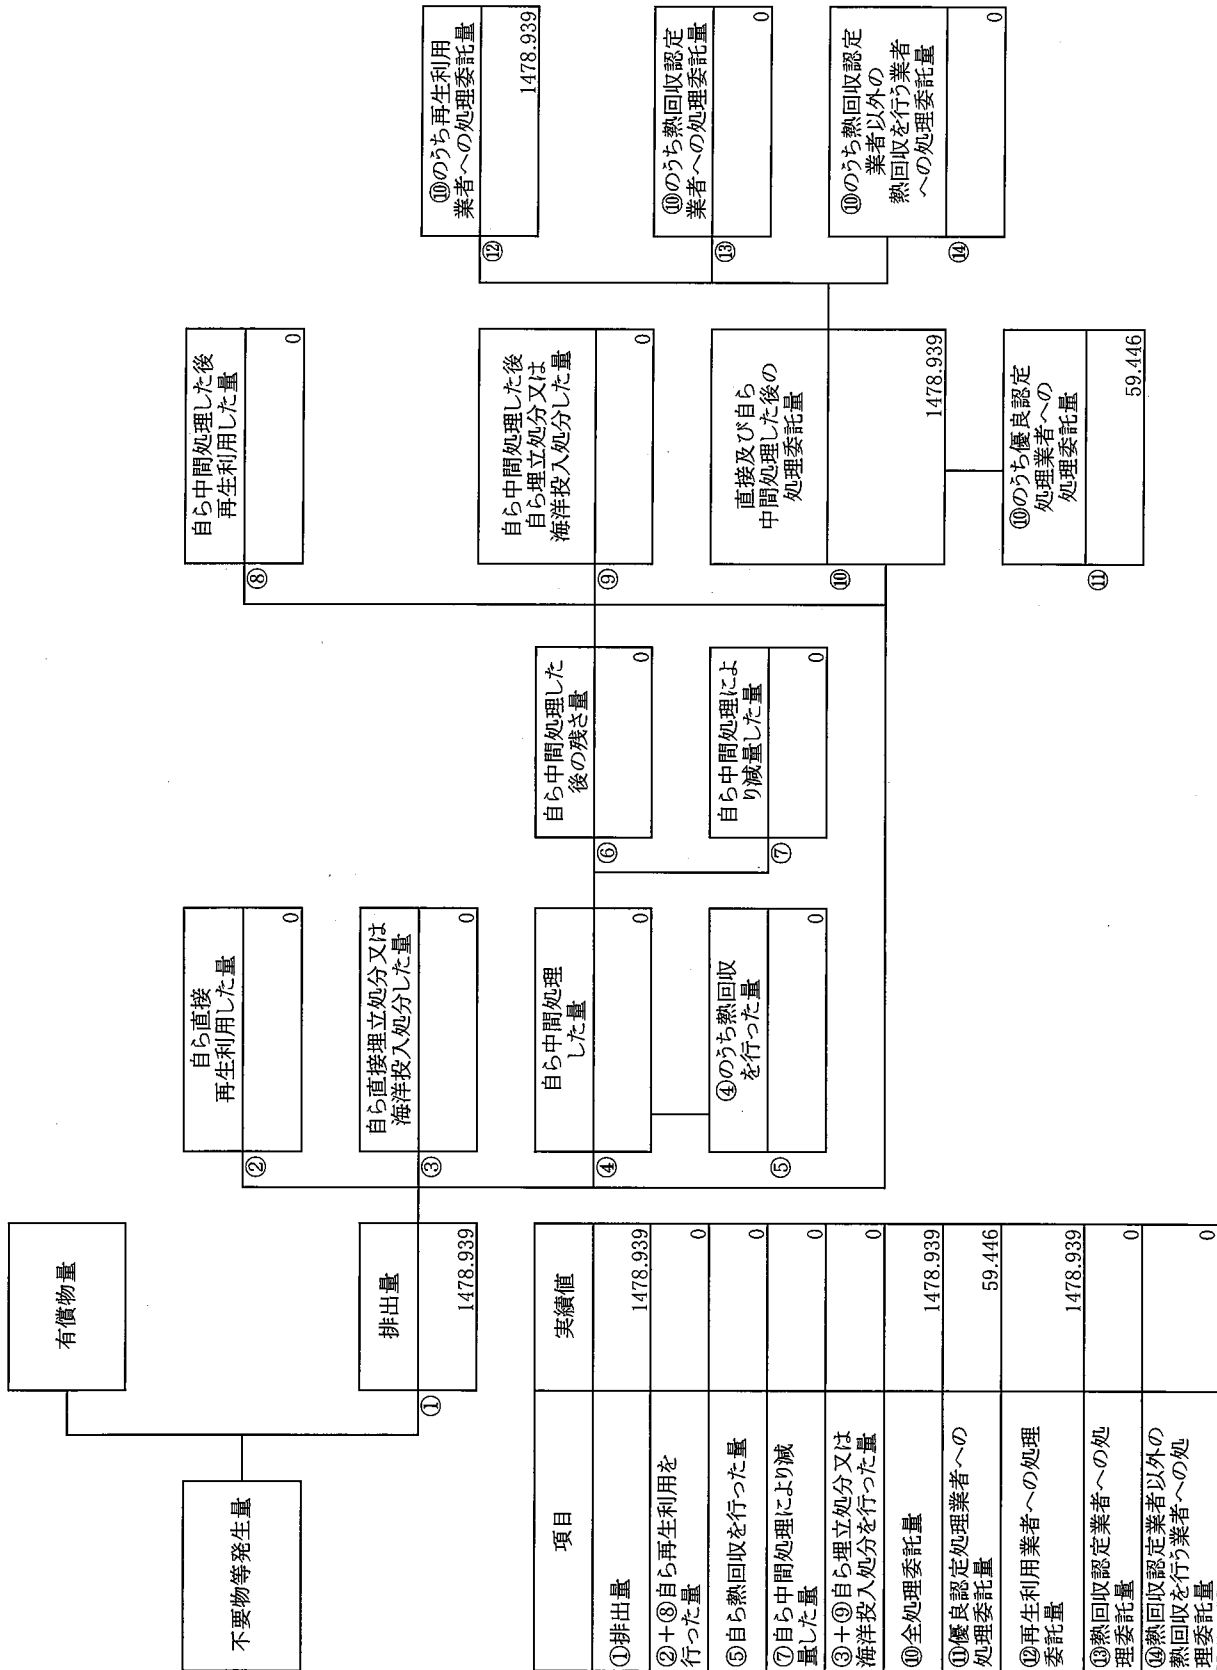 不要物等発生量
有償物量
①
排出量
1478.939
②
自ら直接
再生利用した量
0
③
自ら直接埋立処分又は
海洋投入処分した量
0
④
自ら中間処理
した量
0
⑤
④のうち熱回収
を行った量
0
⑥
自ら中間処理した
後の残さ量
0
⑦
自ら中間処理によ
り減量した量
0
⑧
自ら中間処理した後
再生利用した量
0
⑨
自ら中間処理した後
自ら埋立処分又は
海洋投入処分した量
0
⑩
直接及び自ら
中間処理した後の
処理委託量
1478.939
⑪
⑩のうち優良認定
処理業者への
処理委託量
59.446
⑫
⑩のうち再生利用
業者への処理委託量
1478.939
⑬
⑩のうち熱回収認定
業者への処理委託量
0
⑭
⑩のうち熱回収認定
業者以外の
熱回収を行う業者
への処理委託量
0
項目
実績値
①排出量
1478.939
②+⑧自ら再生利用を
行った量
0
⑤自ら熱回収を行った量
0
⑦自ら中間処理により減
量した量
0
③+⑨自ら埋立処分又は
海洋投入処分を行った量
0
⑩全処理委託量
1478.939
⑪優良認定処理業者への
処理委託量
59.446
⑫再生利用業者への処理
委託量
1478.939
⑬熱回収認定業者への処
理委託量
0
⑭熱回収認定業者以外の
熱回収を行う業者への処
理委託量
0